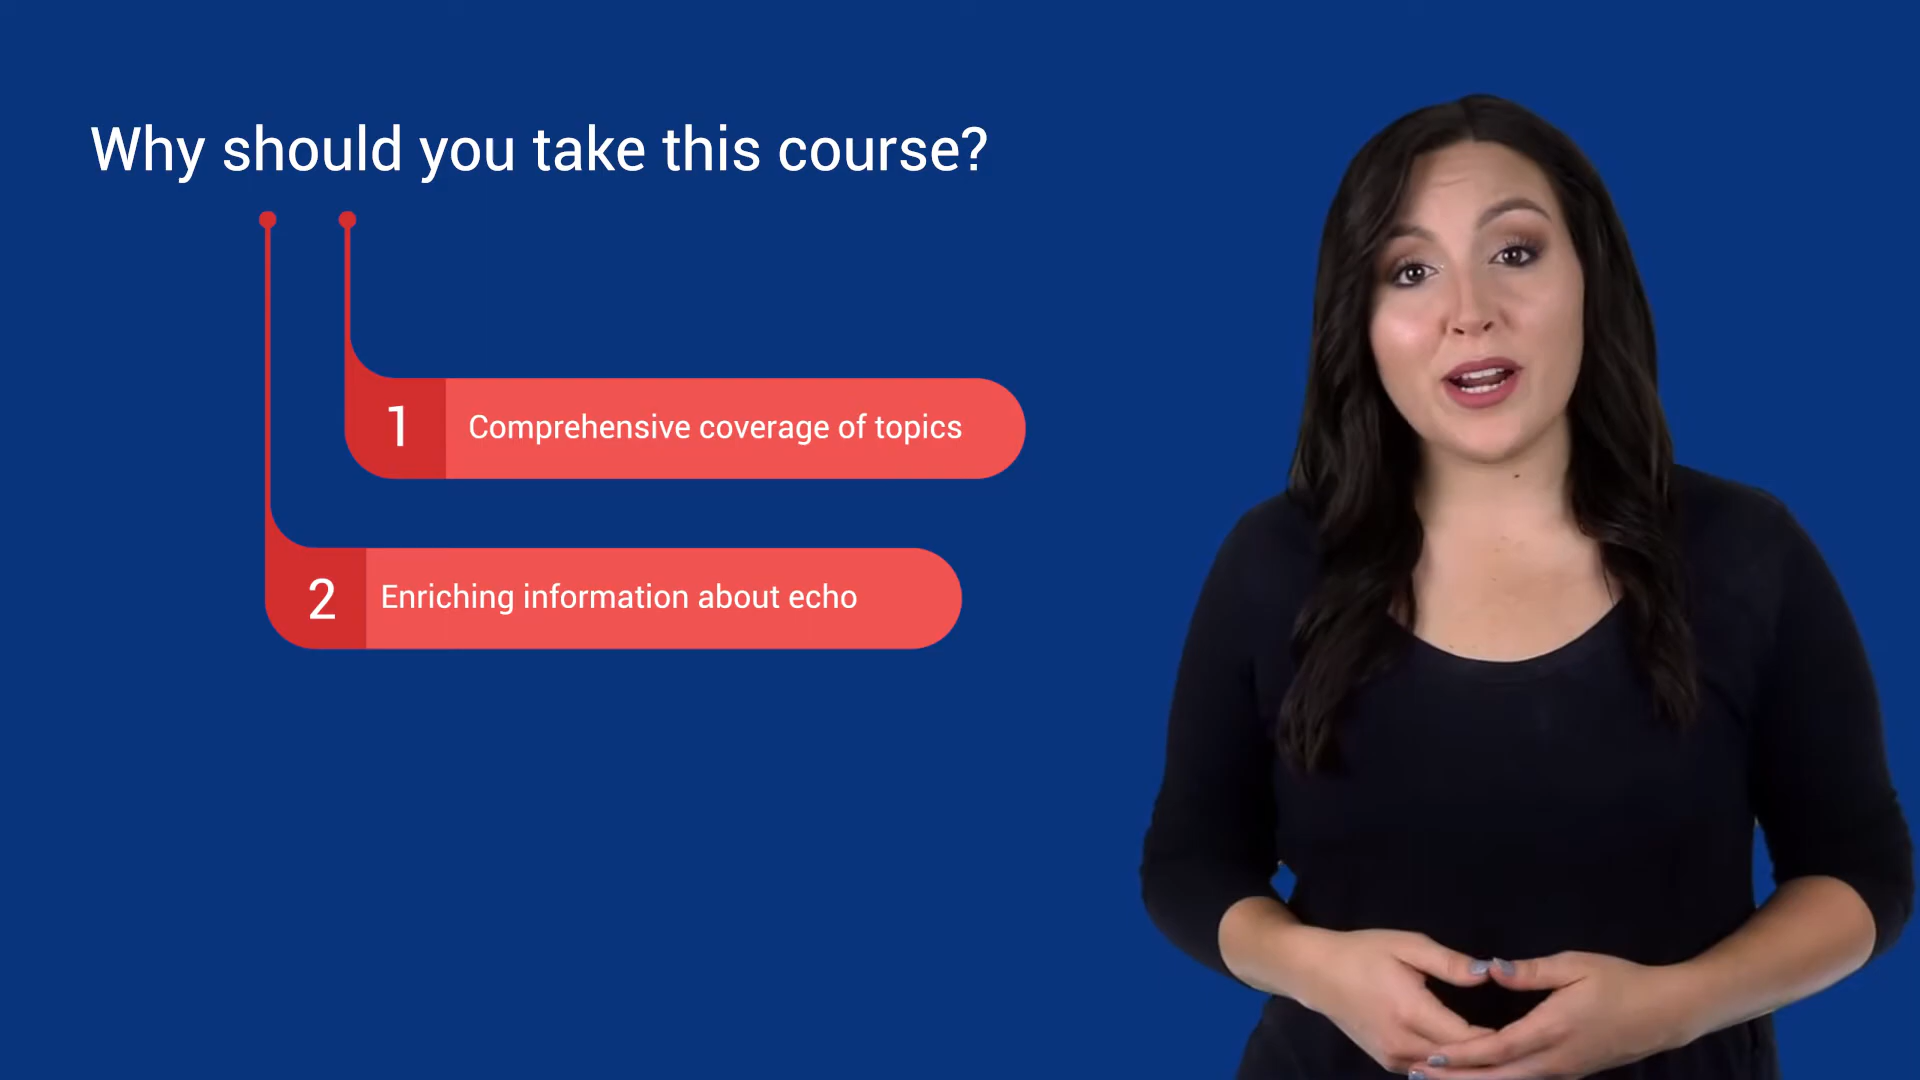 Why should you take this course?
1 Comprehensive coverage of topics
2 Enriching information about echo